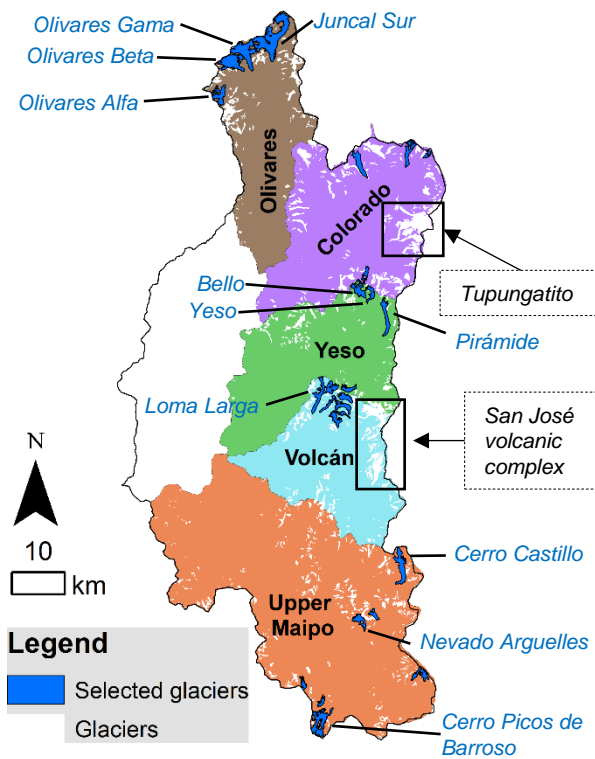 Olivares Gama
Juncal Sur
Olivares Beta
Olivares Alfa
Olivares
Colorado
Bello
Yeso
Tupungatito
Pirámide
Yeso
Loma Larga
San José
volcanic
complex
Volcán
N
10
km
Cerro Castillo
Upper
Maipo
Nevado Arguelles
Legend
Selected glaciers
Glaciers
Cerro Picos de
Barroso